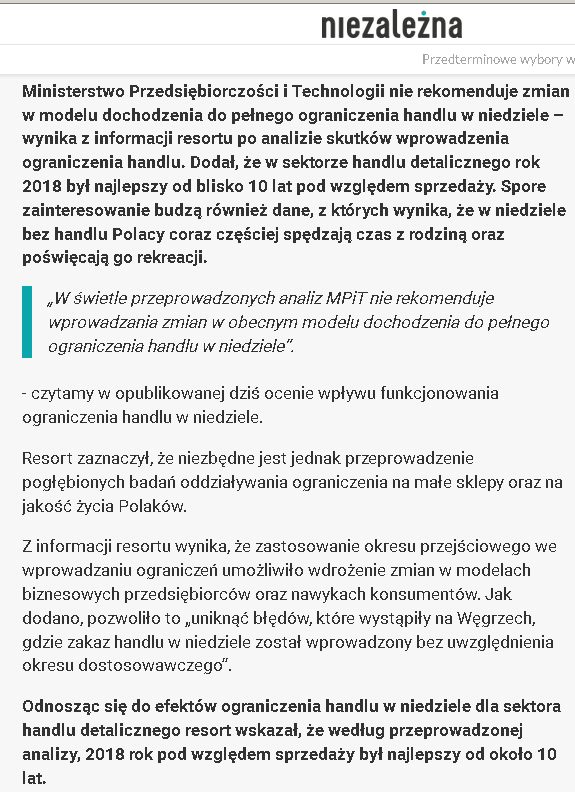 niezależna
Przedterminowe wybory w
Ministerstwo Przedsiębiorczości i Technologii nie rekomenduje zmian
w modelu dochodzenia do pełnego ograniczenia handlu w niedziele –
wynika z informacji resortu po analizie skutków wprowadzenia
ograniczenia handlu. Dodał, że w sektorze handlu detalicznego rok
2018 był najlepszy od blisko 10 lat pod względem sprzedaży. Spore
zainteresowanie budzą również dane, z których wynika, że w niedziele
bez handlu Polacy coraz częściej spędzają czas z rodziną oraz
poświęcają go rekreacji.
„W świetle przeprowadzonych analiz MPiT nie rekomenduje
wprowadzania zmian w obecnym modelu dochodzenia do pełnego
ograniczenia handlu w niedziele”.
- czytamy w opublikowanej dziś ocenie wpływu funkcjonowania
ograniczenia handlu w niedziele.
Resort zaznaczył, że niezbędne jest jednak przeprowadzenie
pogłębionych badań oddziaływania ograniczenia na małe sklepy oraz na
jakość życia Polaków.
Z informacji resortu wynika, że zastosowanie okresu przejściowego we
wprowadzaniu ograniczeń umożliwiło wdrożenie zmian w modelach
biznesowych przedsiębiorców oraz nawykach konsumentów. Jak
dodano, pozwoliło to „uniknąć błędów, które wystąpiły na Węgrzech,
gdzie zakaz handlu w niedziele został wprowadzony bez uwzględnienia
okresu dostosowawczego”.
Odnosząc się do efektów ograniczenia handlu w niedziele dla sektora
handlu detalicznego resort wskazał, że według przeprowadzonej
analizy, 2018 rok pod względem sprzedaży był najlepszy od około 10
lat.